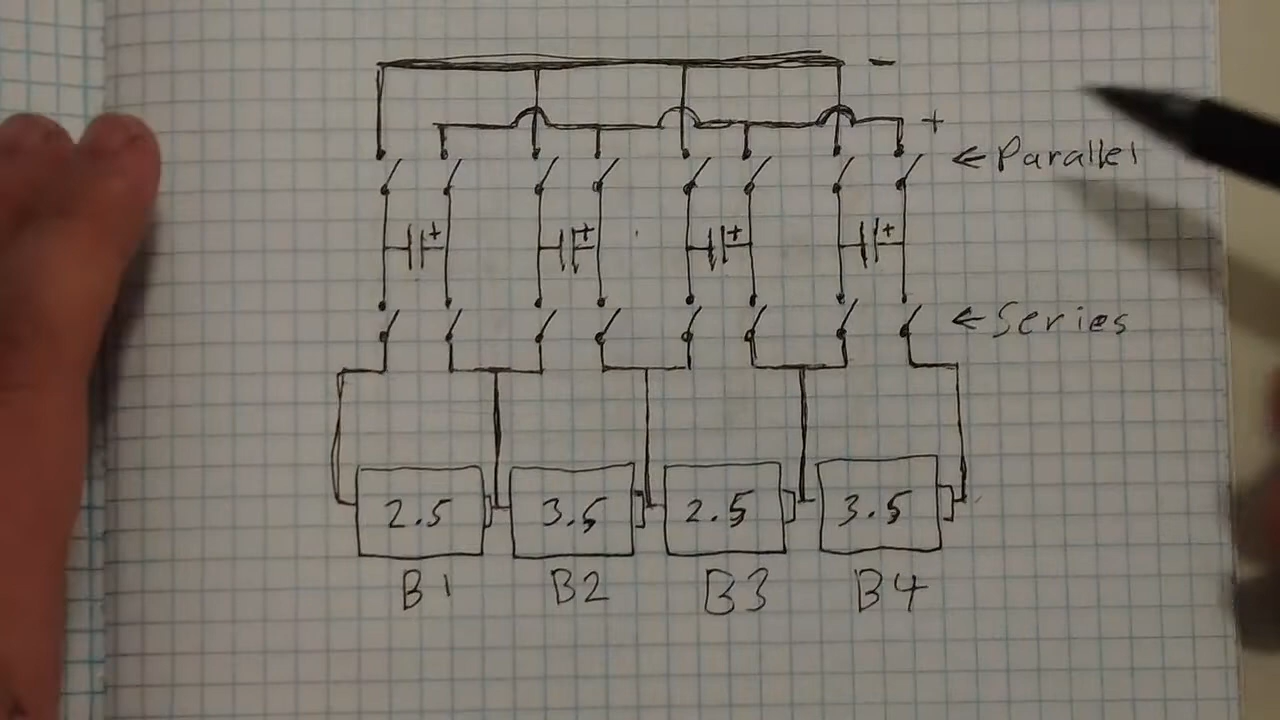 -
+
← Parallel
+ + + +
← Series
2.5 3.5 2.5 3.5
B1 B2 B3 B4